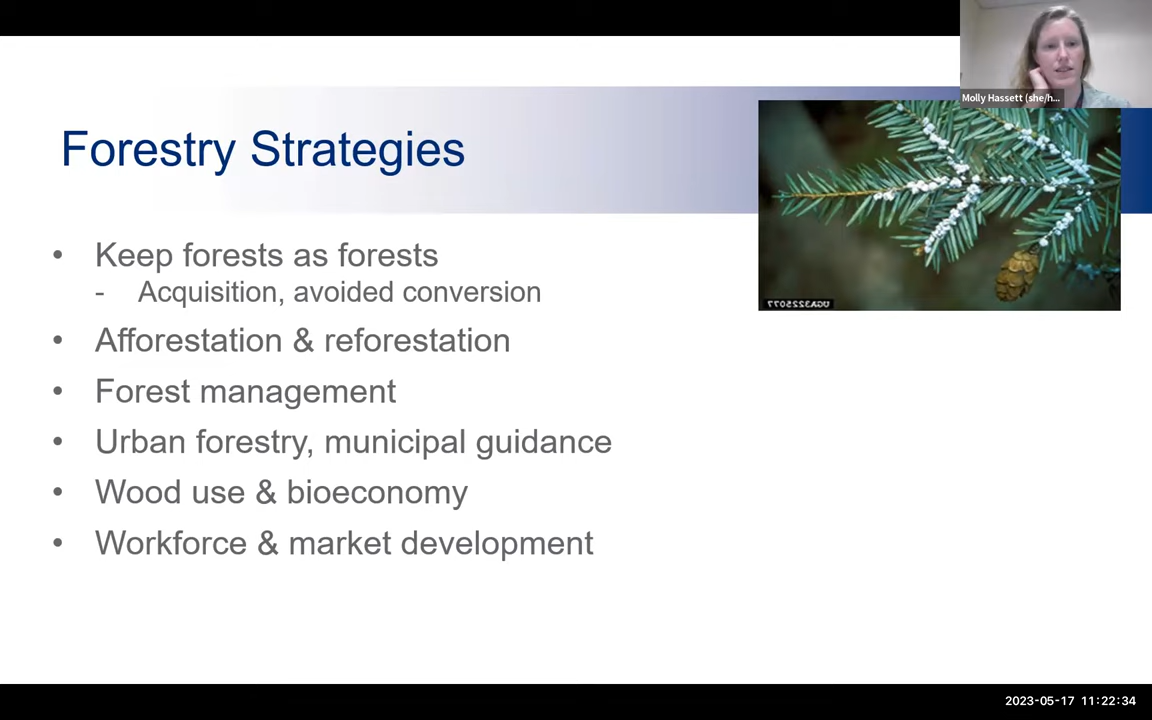 Molly Hassett (she/h...
Forestry Strategies
UGA3225077
• Keep forests as forests
- Acquisition, avoided conversion
• Afforestation & reforestation
• Forest management
• Urban forestry, municipal guidance
• Wood use & bioeconomy
• Workforce & market development
2023-05-17 11:22:34